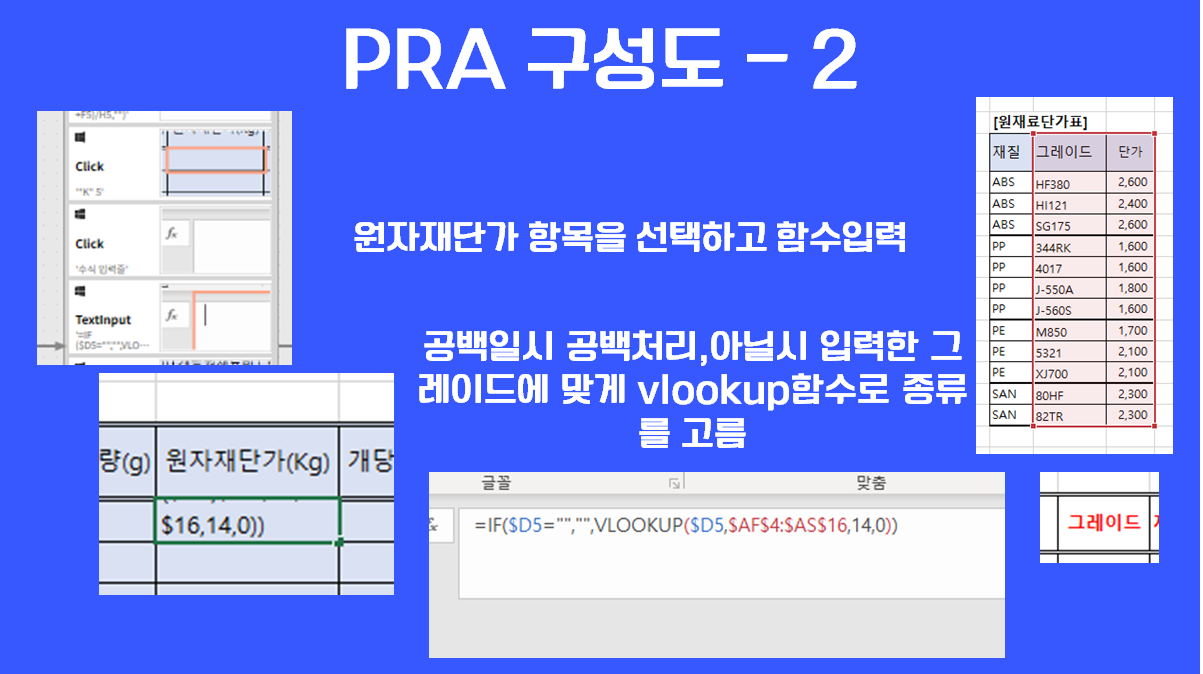 PRA 구성도 - 2
Click
"K" 5'
Click
'수식 입력줄'
TextInput
'=IF
($D5="","",VLO...
fx
fx
원자재단가 항목을 선택하고 함수입력
공백일시 공백처리,아닐시 입력한 그
레이드에 맞게 vlookup함수로 종류
를 고름
[원재료단가표]
재질 그레이드 단가
ABS HF380 2,600
ABS HI121 2,400
ABS SG175 2,600
PP 344RK 1,600
PP 4017 1,600
PP J-550A 1,800
PP J-560S 1,600
PE M850 1,700
PE 5321 2,100
PE XJ700 2,100
SAN 80HF 2,300
SAN 82TR 2,300
량(g) 원자재단가(Kg) 개당
$16,14,0))
글꼴 맞춤
=IF($D5="","",VLOOKUP($D5,$AF$4:$AS$16,14,0))
그레이드